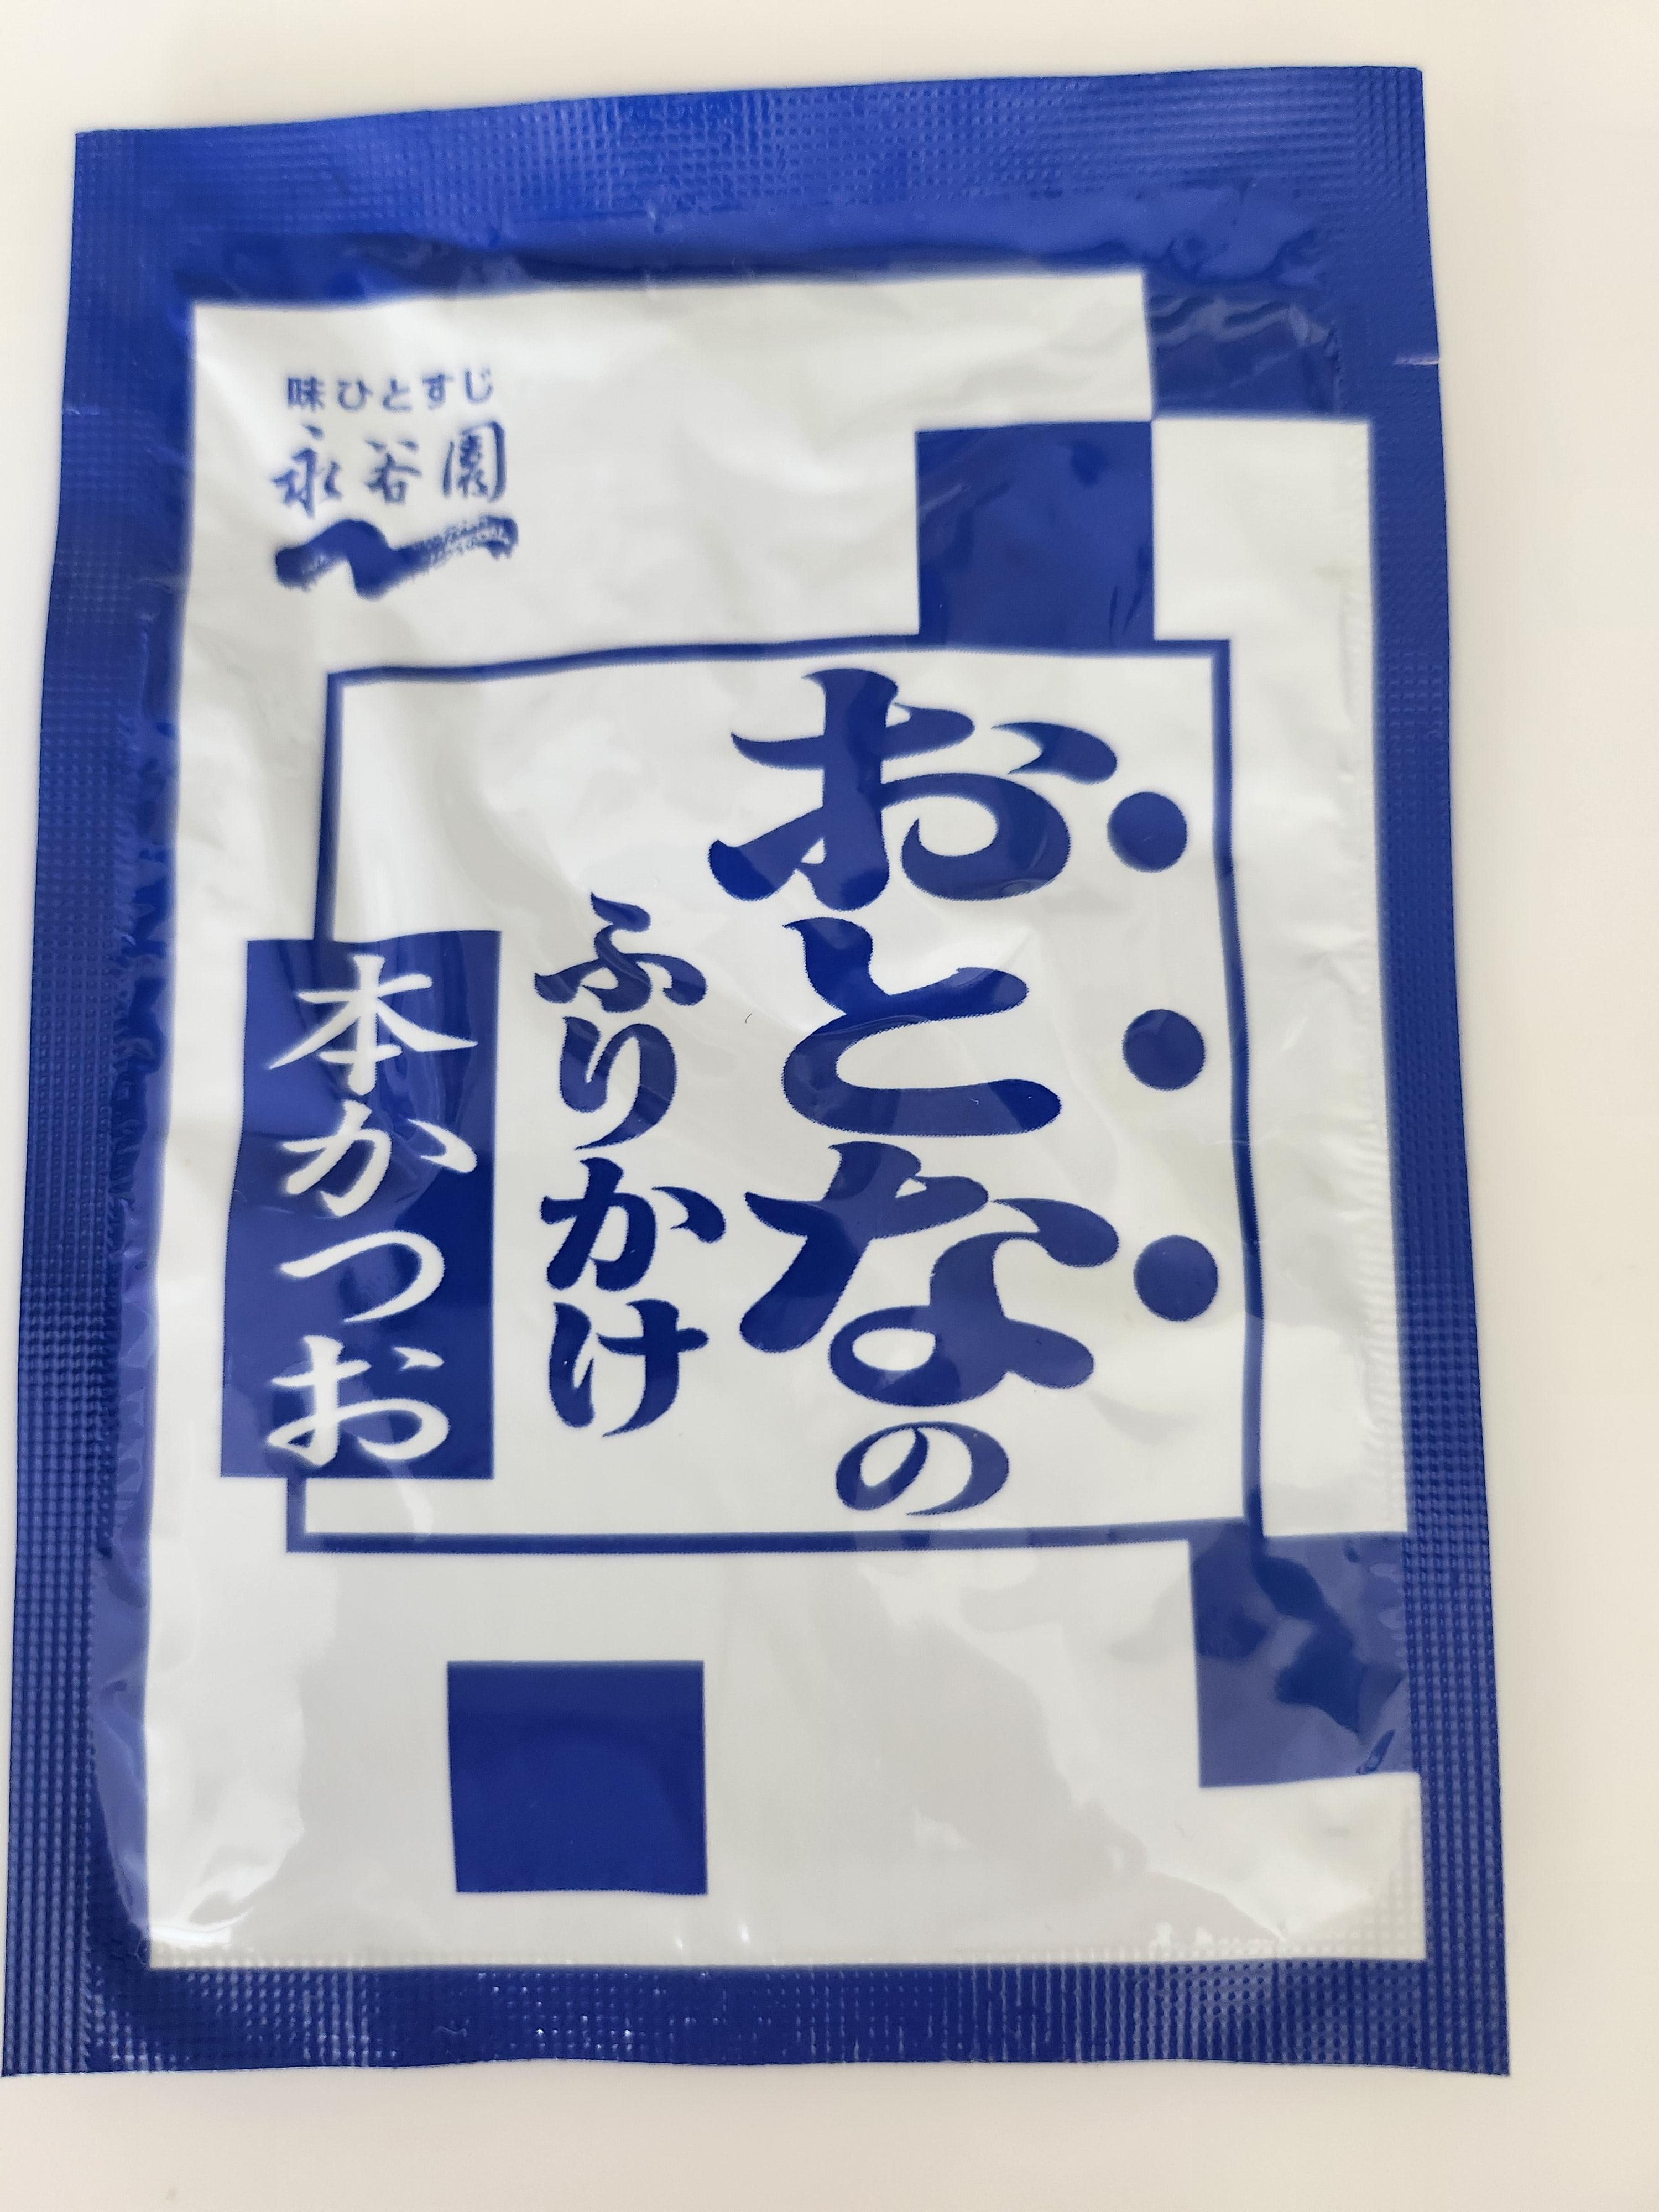 味ひとすじ
永谷園
おとなの
ふりかけ
本かつお